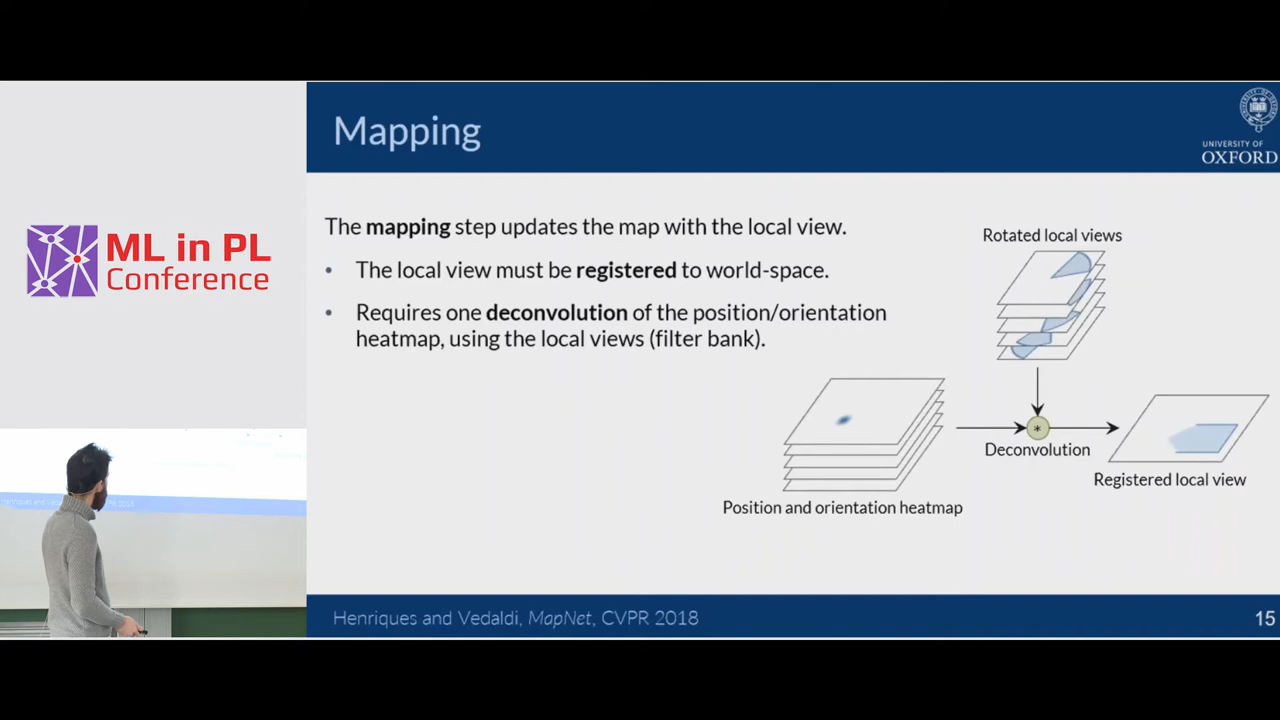 Mapping
UNIVERSITY OF
OXFORD
ML in PL
Conference
The mapping step updates the map with the local view.
• The local view must be registered to world-space.
• Requires one deconvolution of the position/orientation
heatmap, using the local views (filter bank).
Rotated local views
*
Deconvolution
Registered local view
Position and orientation heatmap
Henriques and Vedaldi, MapNet, CVPR 2018
15